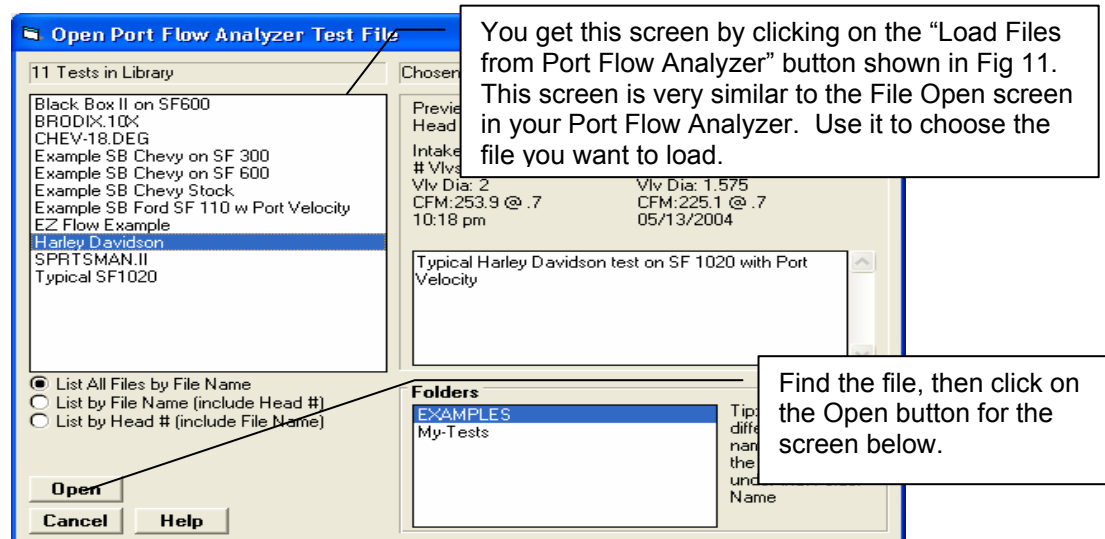 Open Port Flow Analyzer Test File
You get this screen by clicking on the “Load Files
from Port Flow Analyzer” button shown in Fig 11.
This screen is very similar to the File Open screen
in your Port Flow Analyzer. Use it to choose the
file you want to load.
11 Tests in Library
Chosen
Black Box II on SF600
BRODIX.10X
CHEV-18.DEG
Example SB Chevy on SF 300
Example SB Chevy on SF 600
Example SB Chevy Stock
Example SB Ford SF 110 w Port Velocity
EZ Flow Example
Harley Davidson
SPRTSMAN.II
Typical SF1020
Head
Intake
# Vlvs
Vlv Dia: 2 Vlv Dia: 1.575
CFM:253.9 @ .7 CFM:225.1 @ .7
10:18 pm 05/13/2004
Typical Harley Davidson test on SF 1020 with Port
Velocity
List All Files by File Name
List by File Name (include Head #)
List by Head # (include File Name)
Folders
EXAMPLES
My-Tests
Tip:
the
Name
Find the file, then click on
the Open button for the
screen below.
Open
Cancel Help